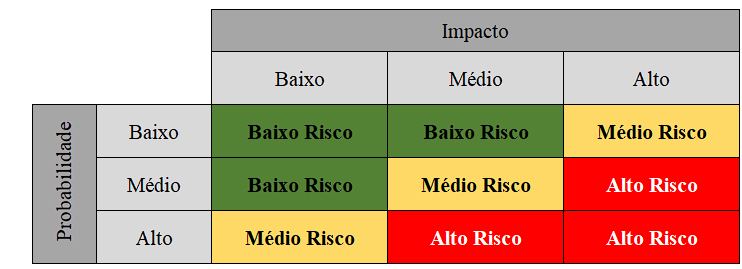 Impacto
Baixo Médio Alto
Probabilidade
Baixo Baixo Risco Baixo Risco Médio Risco
Médio Baixo Risco Médio Risco Alto Risco
Alto Médio Risco Alto Risco Alto Risco